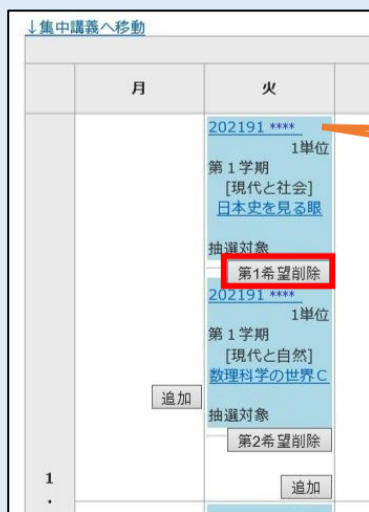 ↓集中講義へ移動
月 火
202191 ****
1単位
第1学期
[現代と社会]
日本史を見る眼
抽選対象
第1希望削除
202191 ****
1単位
第1学期
[現代と自然]
数理科学の世界C
追加
抽選対象
第2希望削除
1
・
追加